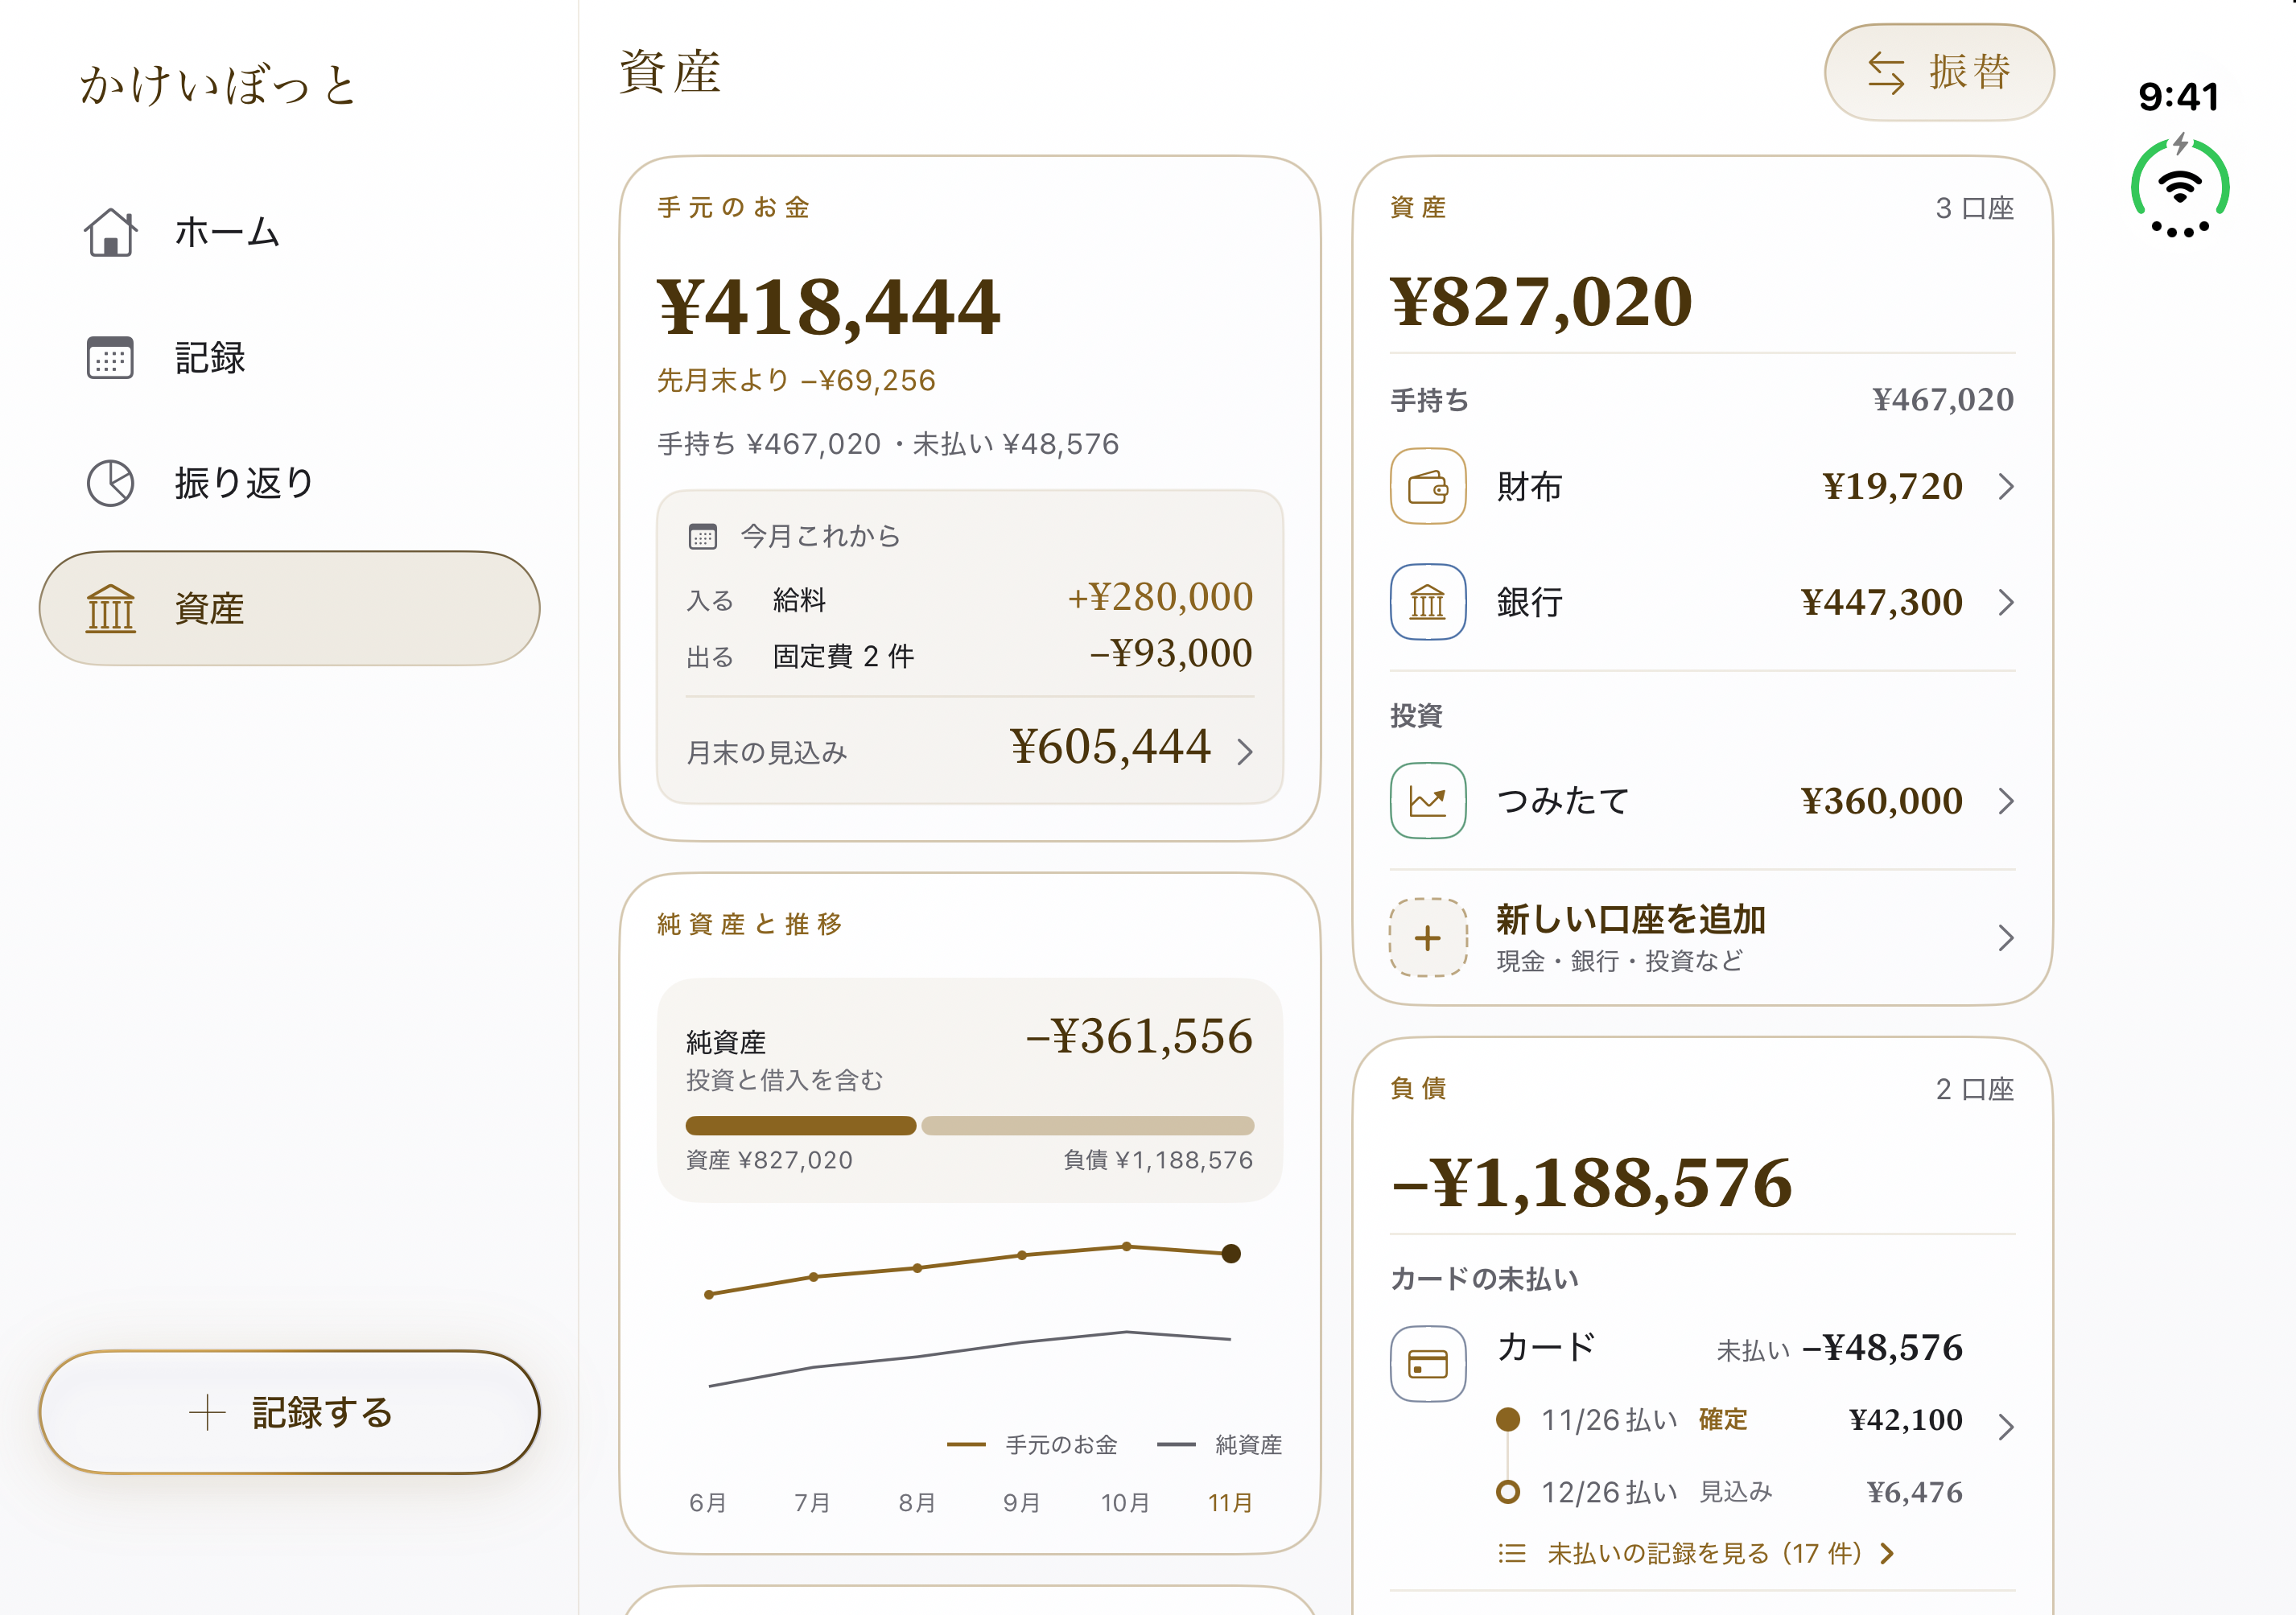 かけいぼっと
ホーム
記録
振り返り
資産
記録する
資産
振替
9:41
手元のお金
¥418,444
先月末より −¥69,256
手持ち ¥467,020・未払い ¥48,576
今月これから
入る 給料 +¥280,000
出る 固定費 2 件 −¥93,000
月末の見込み ¥605,444
純資産と推移
純資産 −¥361,556
投資と借入を含む
資産 ¥827,020 負債 ¥1,188,576
手元のお金 純資産
6月 7月 8月 9月 10月 11月
資産 3 口座
¥827,020
手持ち ¥467,020
財布 ¥19,720
銀行 ¥447,300
投資
つみたて ¥360,000
新しい口座を追加
現金・銀行・投資など
負債 2 口座
−¥1,188,576
カードの未払い
カード 未払い −¥48,576
11/26払い 確定 ¥42,100
12/26払い 見込み ¥6,476
未払いの記録を見る（17 件）